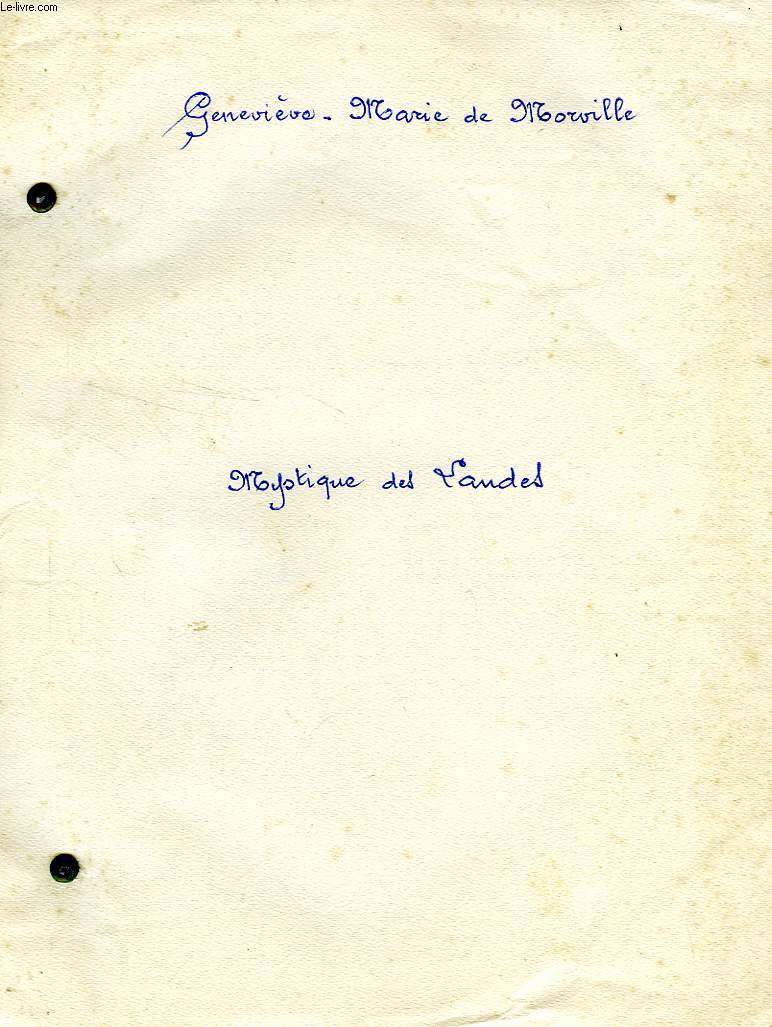 Le-livre.com
Geneviève - Marie de Morville
Mystique des Landes